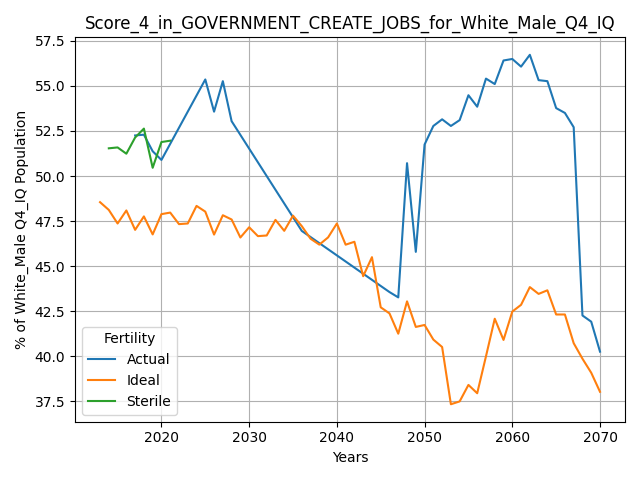 Score_4_in_GOVERNMENT_CREATE_JOBS_for_White_Male_Q4_IQ
% of White_Male Q4_IQ Population
57.5
55.0
52.5
50.0
47.5
45.0
42.5
40.0
37.5
Fertility
Actual
Ideal
Sterile
2020 2030 2040 2050 2060 2070
Years